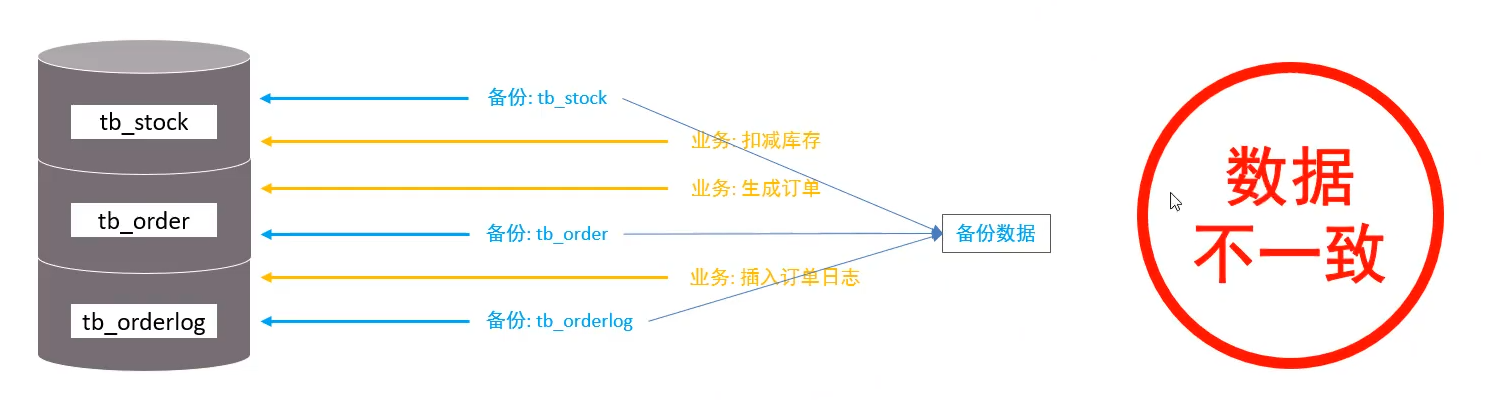 tb_stock
tb_order
tb_orderlog
备份: tb_stock
业务: 扣减库存
业务: 生成订单
备份: tb_order
业务: 插入订单日志
备份: tb_orderlog
备份数据
数据
不一致